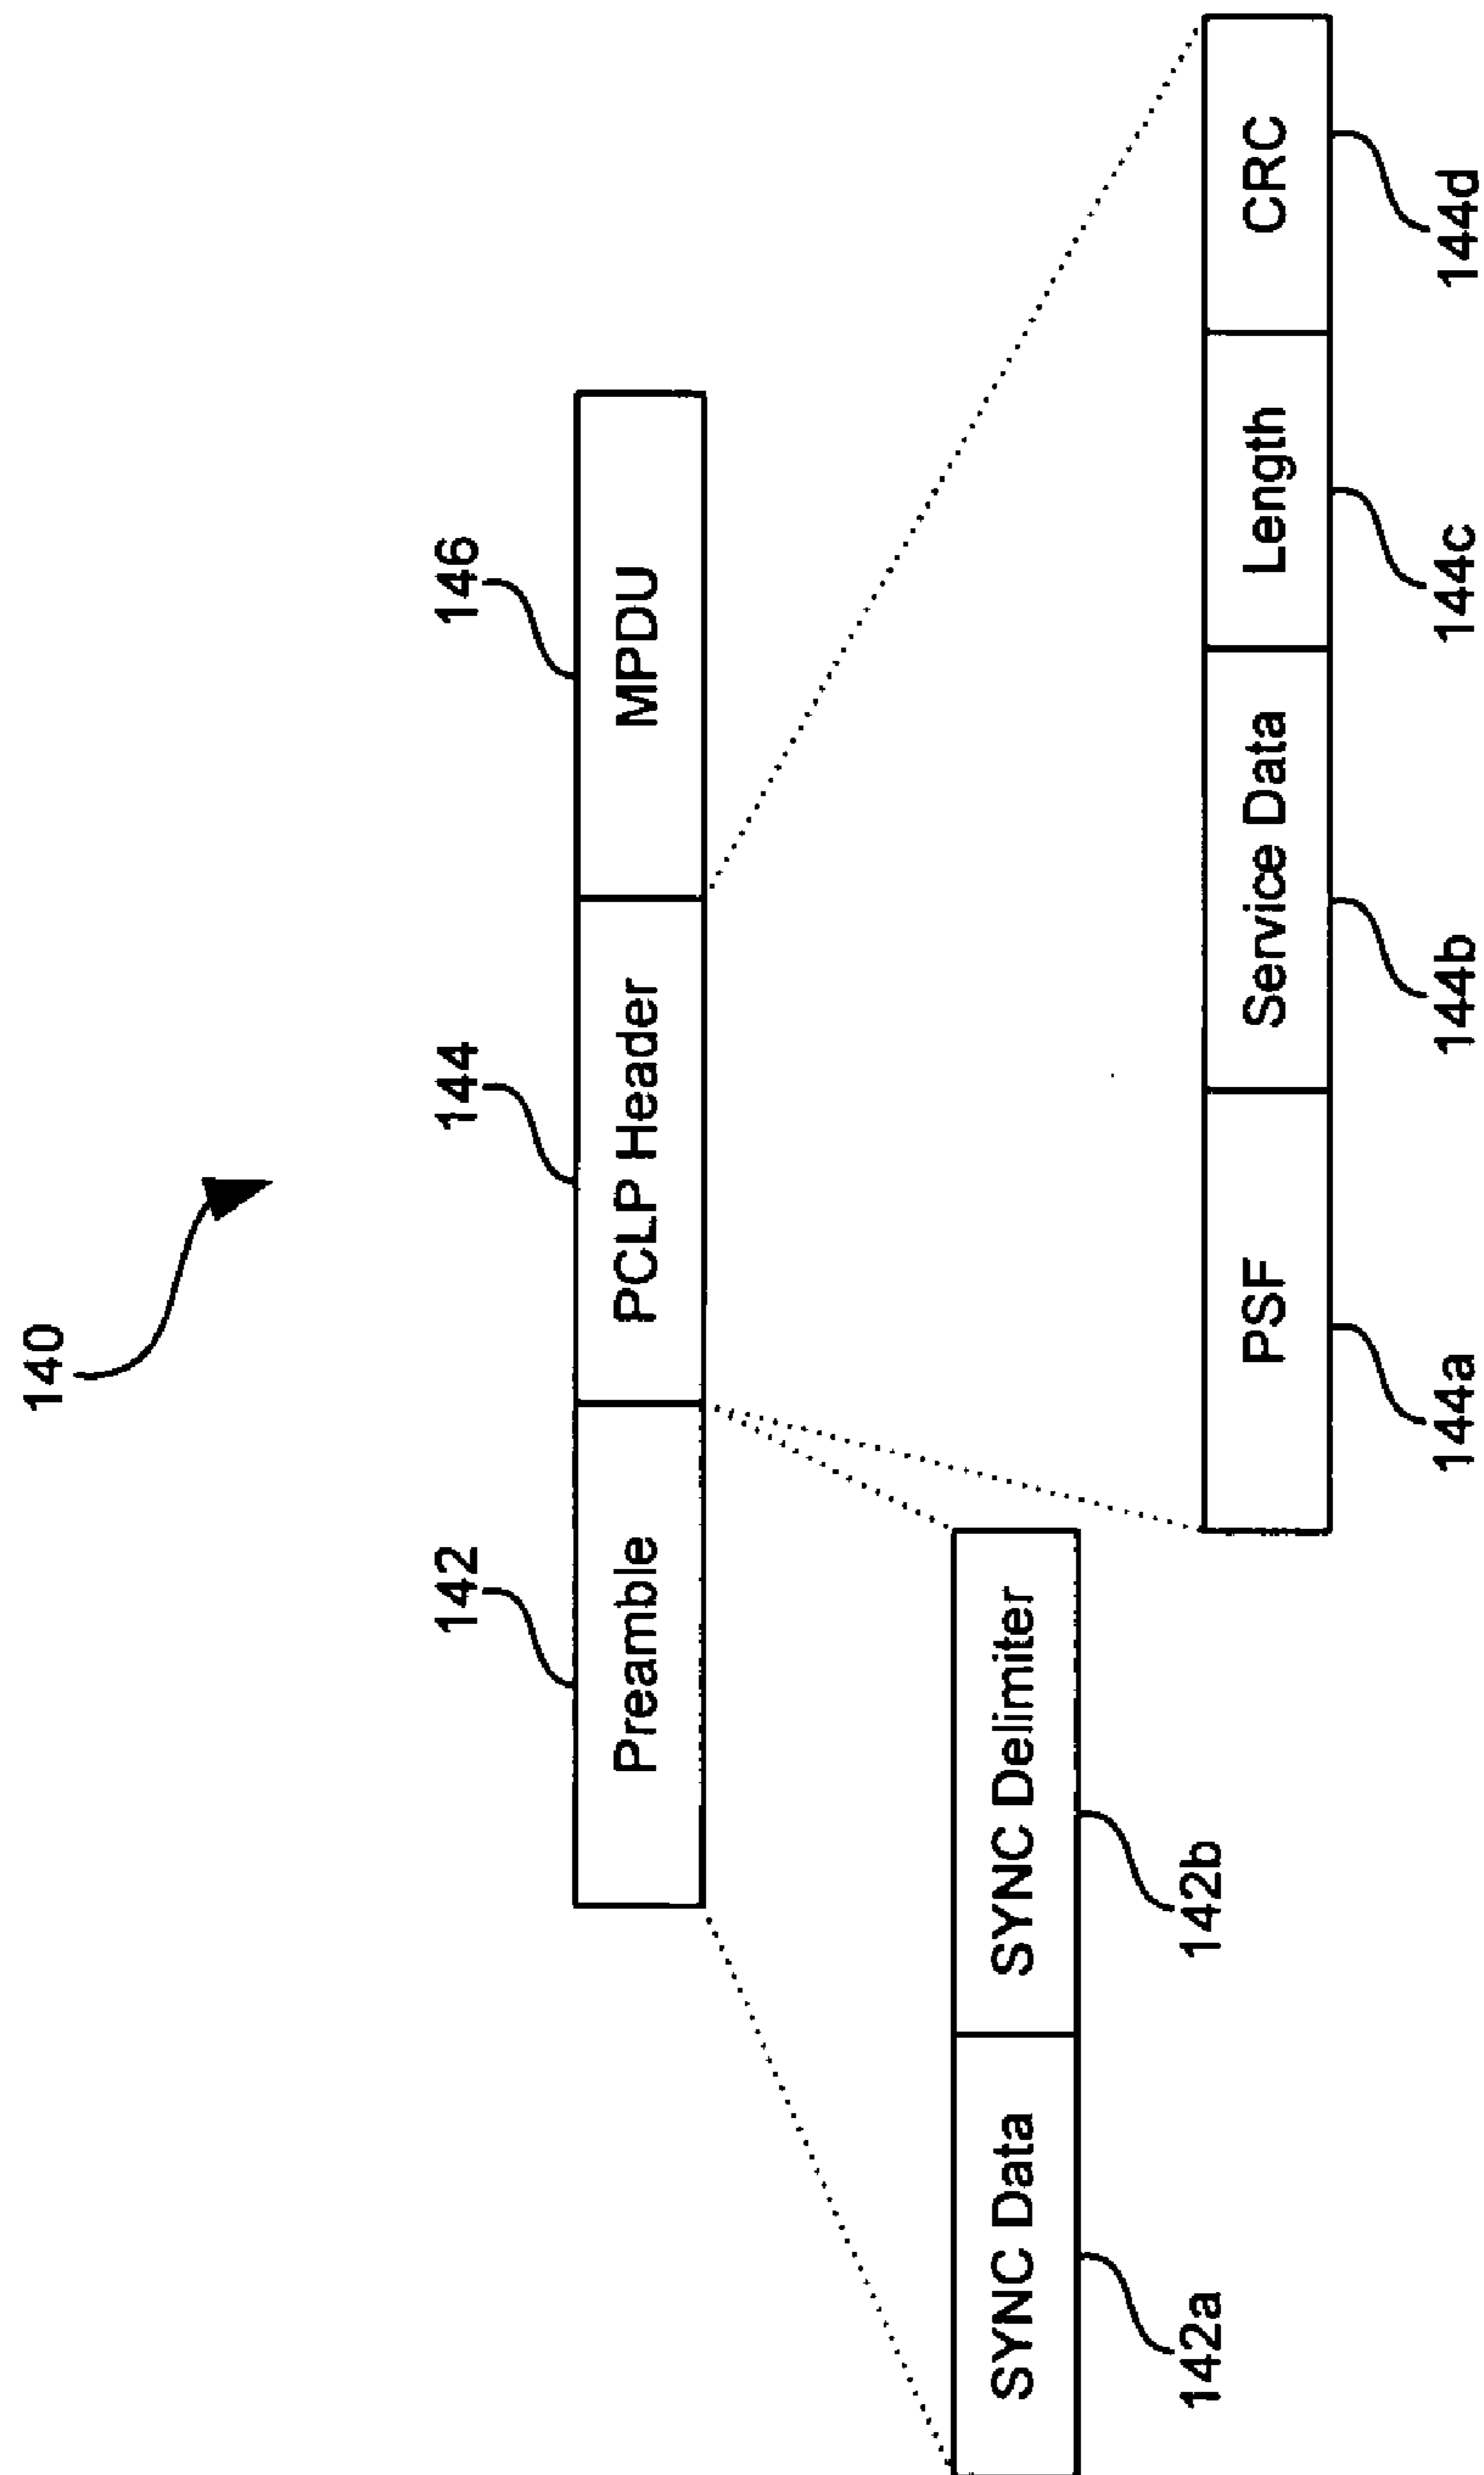 140
142
144
146
Preamble
PCLP Header
MPDU
SYNC Data
SYNC Delimiter
142a
142b
PSF
Service Data
Length
CRC
144a
144b
144c
144d